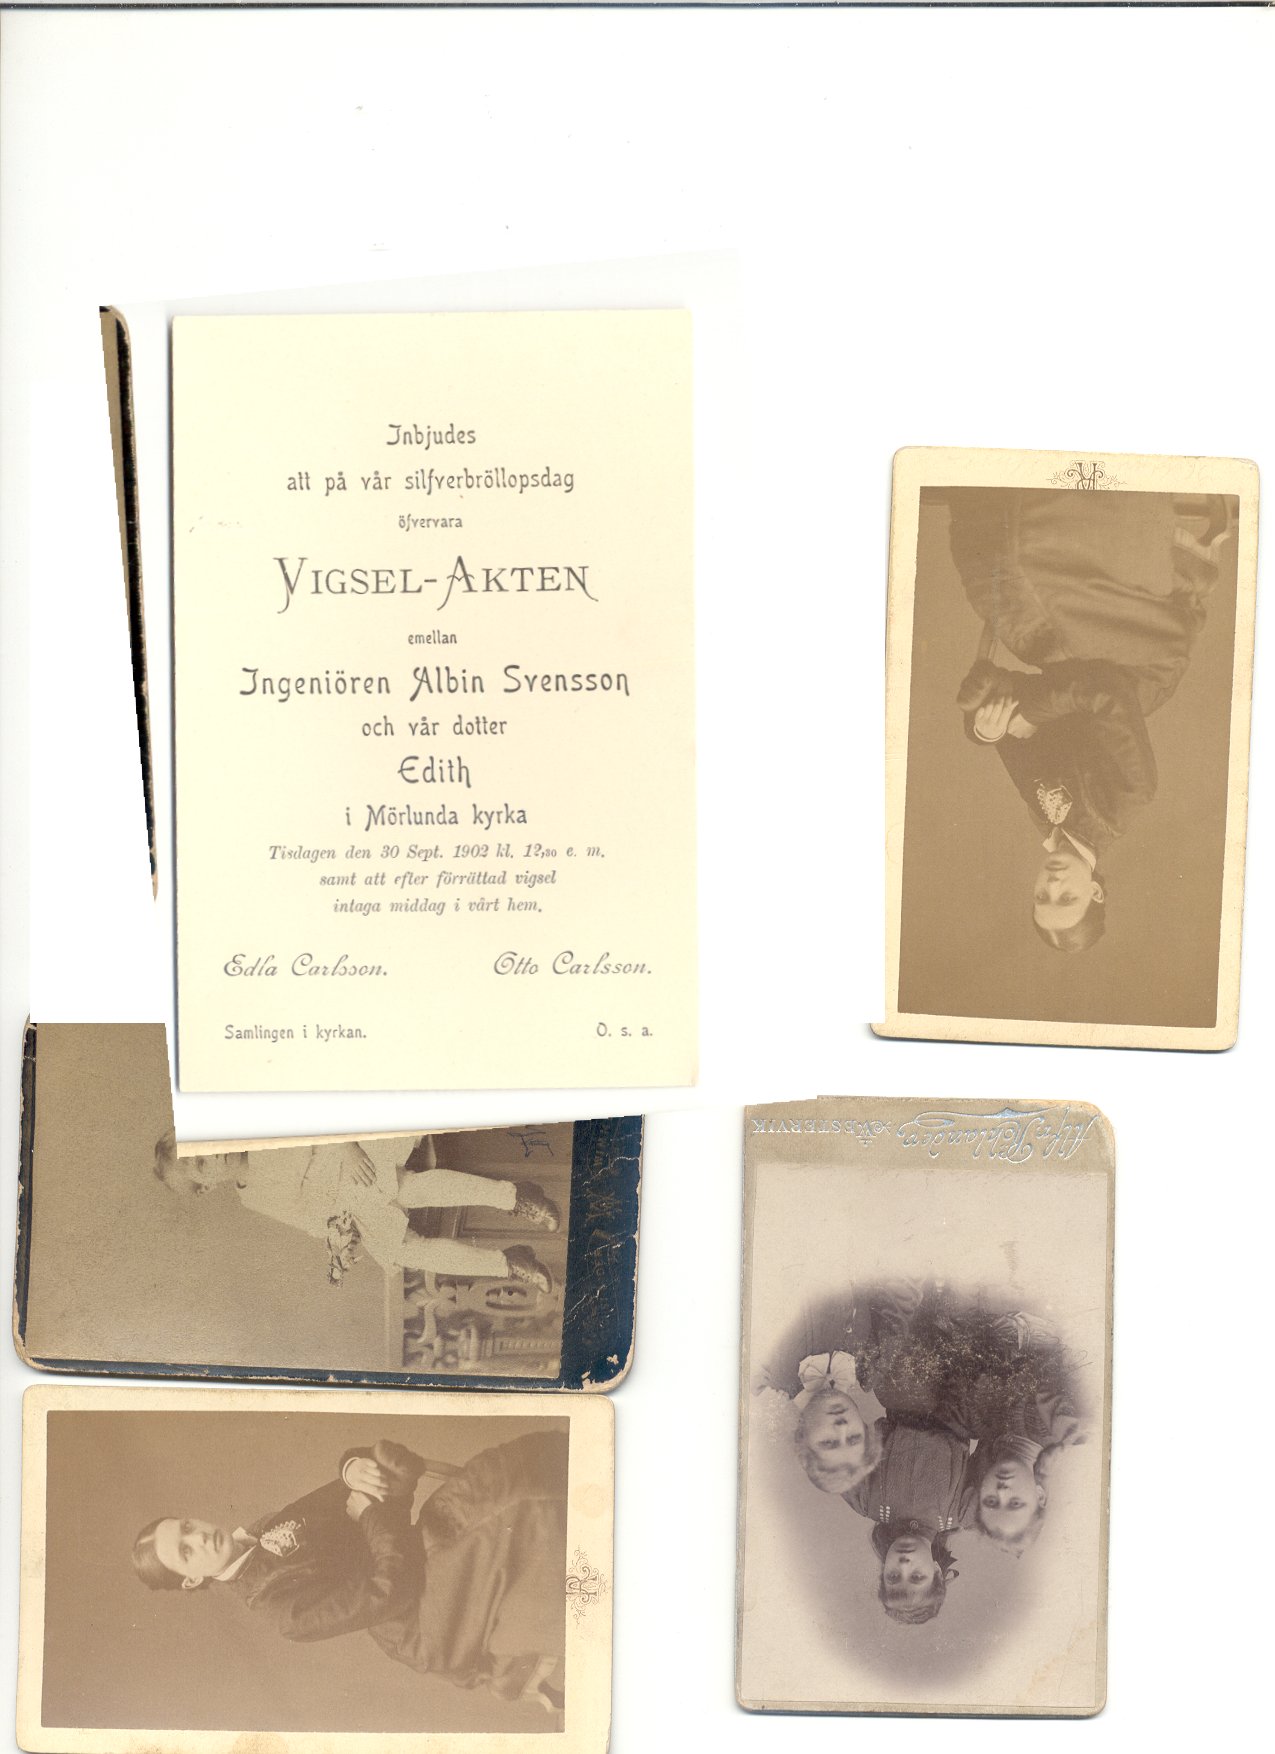 Inbjudes
att på vår silfverbröllopsdag
öfvervara
VIGSEL-AKTEN
emellan
Ingeniören Albin Svensson
och vår dotter
Edith
i Mörlunda kyrka
Tisdagen den 30 Sept. 1902 kl. 12,30 e. m.
samt att efter förrättad vigsel
intaga middag i vårt hem.
Edla Carlsson. Otto Carlsson.
Samlingen i kyrkan. O. s. a.
WESTERVIK